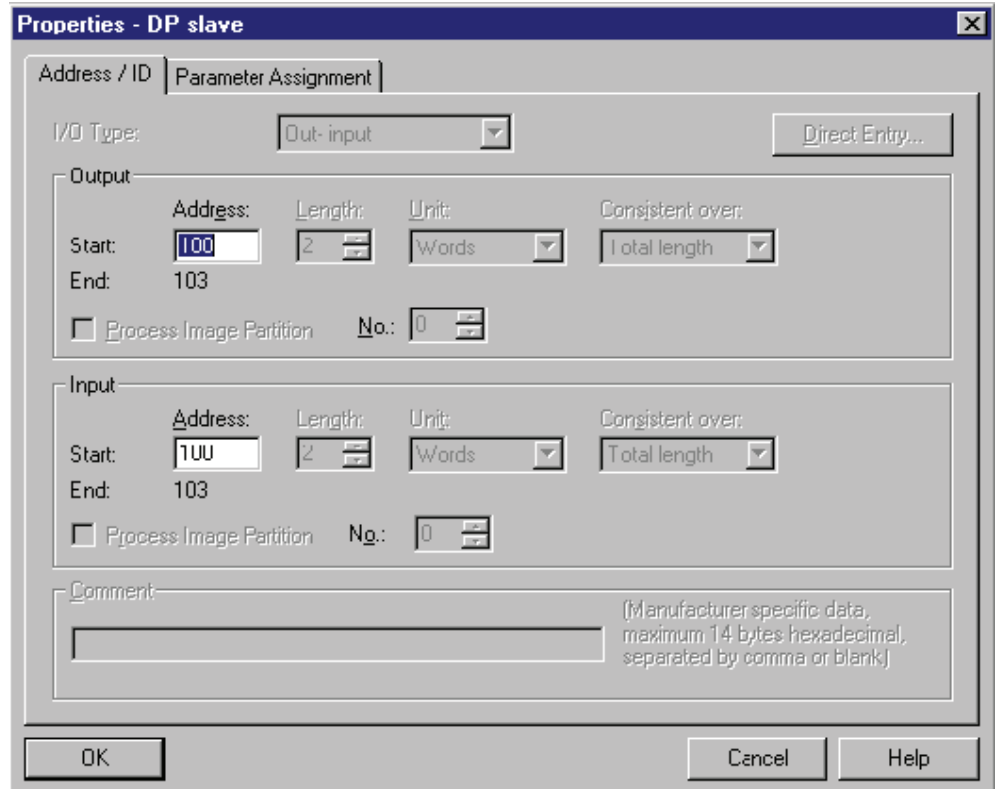 Properties - DP slave
Address / ID Parameter Assignment
I/O Type: Out- input Direct Entry...
Output
Address: Length: Unit: Consistent over:
Start: 100 2 Words Total length
End: 103
Process Image Partition No.: 0
Input
Address: Length: Unit: Consistent over:
Start: 100 2 Words Total length
End: 103
Process Image Partition No.: 0
Comment
(Manufacturer specific data,
maximum 14 bytes hexadecimal,
separated by comma or blank)
OK Cancel Help